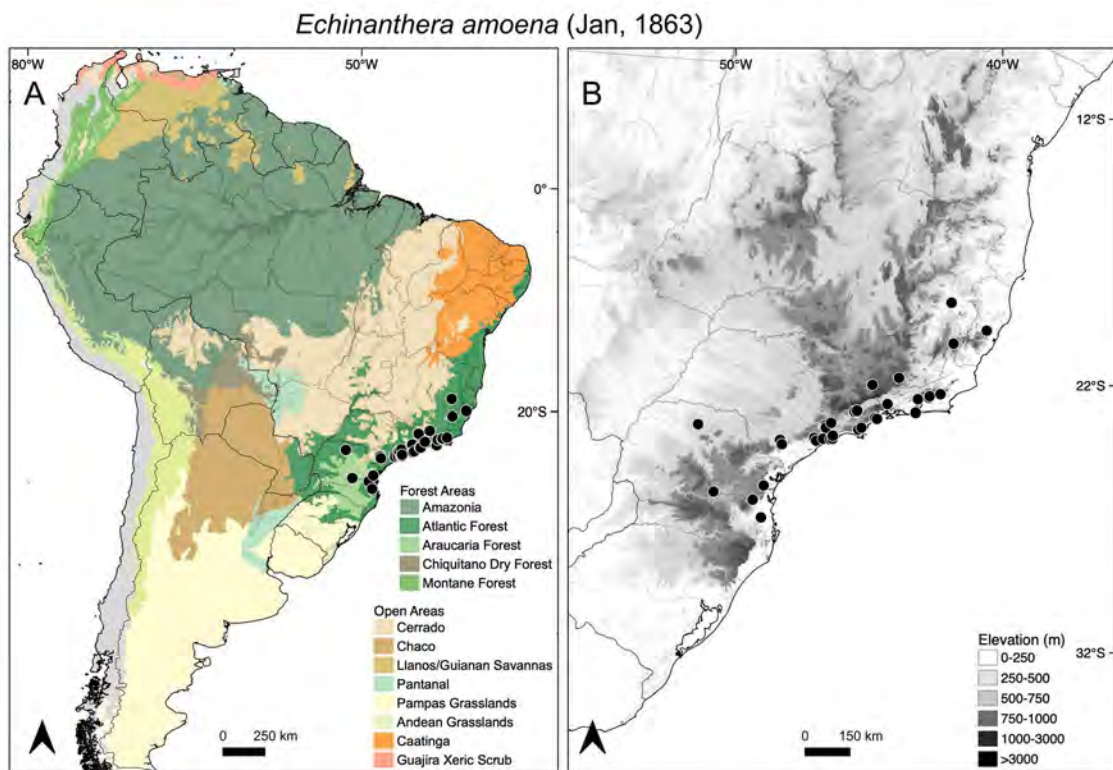 Echinanthera amoena (Jan, 1863)
80°W
50°W
A
0°
20°S
Forest Areas
Amazonia
Atlantic Forest
Araucaria Forest
Chiquitano Dry Forest
Montane Forest
Open Areas
Cerrado
Chaco
Llanos/Guianan Savannas
Pantanal
Pampas Grasslands
Andean Grasslands
Caatinga
Guajira Xeric Scrub
0 250 km
50°W
40°W
B
12°S
22°S
32°S
Elevation (m)
0-250
250-500
500-750
750-1000
1000-3000
>3000
0 150 km